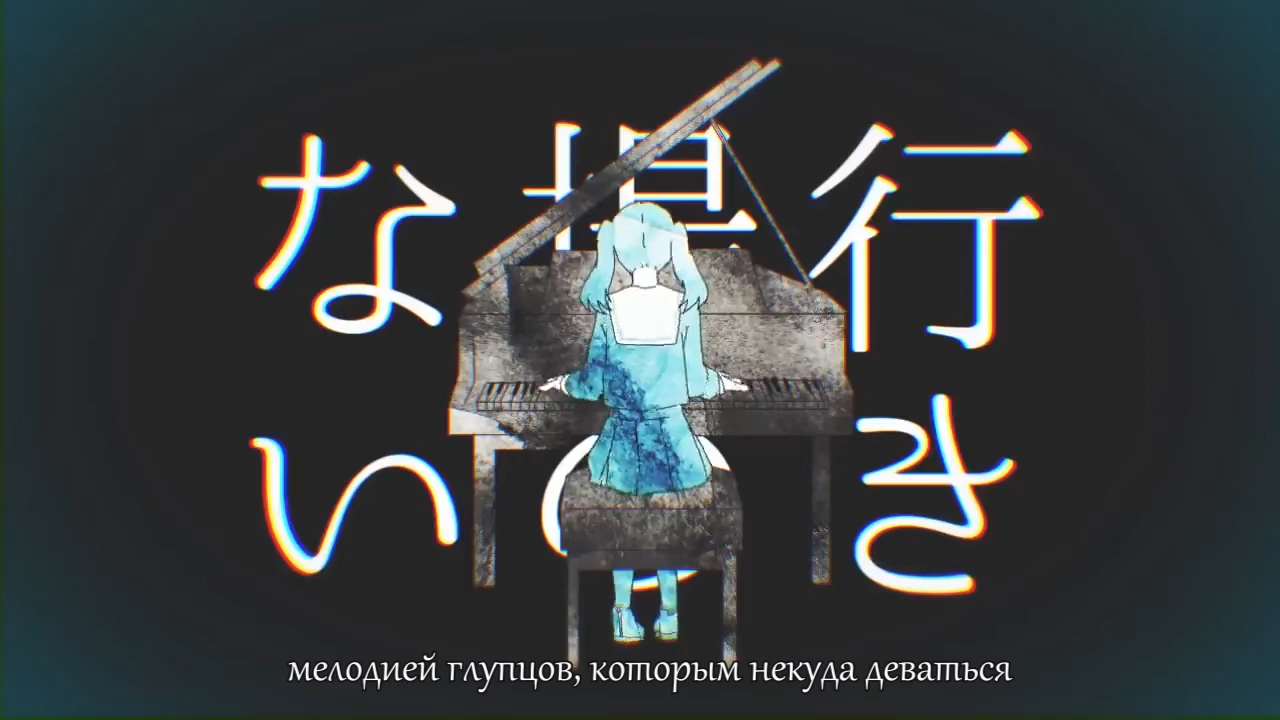 行き
場の
ない
мелодией глупцов, которым некуда деваться